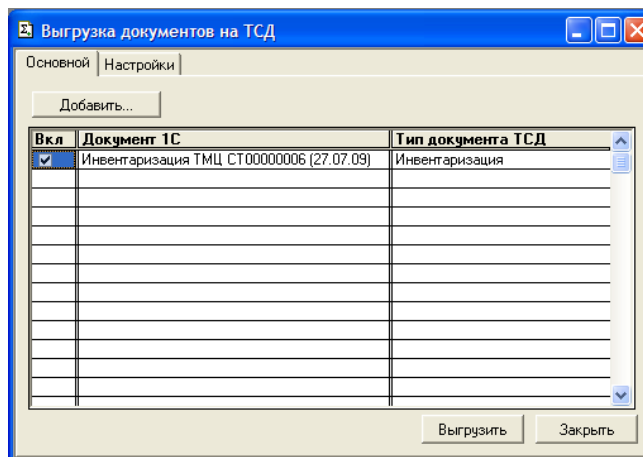 Выгрузка документов на ТСД
Основной Настройки
Добавить...
Вкл Документ 1С Тип документа ТСД
Инвентаризация ТМЦ СТ00000006 (27.07.09) Инвентаризация
Выгрузить Закрыть